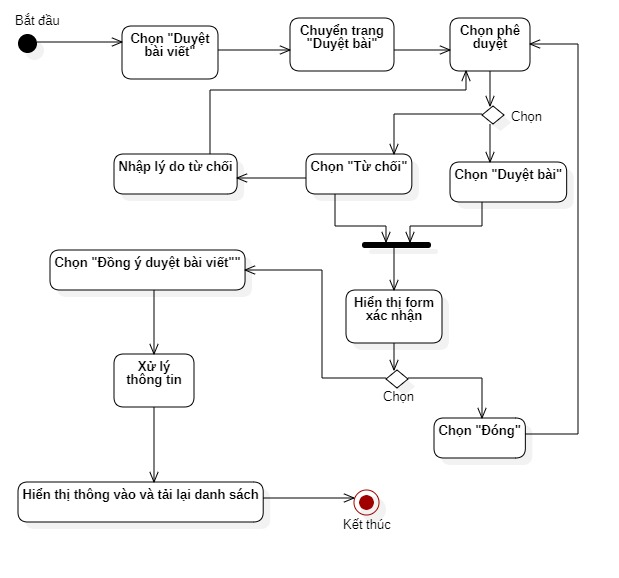 Bắt đầu
Chọn "Duyệt
bài viết"
Chuyển trang
"Duyệt bài"
Chọn phê
duyệt
Chọn
Nhập lý do từ chối
Chọn "Từ chối"
Chọn "Duyệt bài"
Chọn "Đồng ý duyệt bài viết""
Hiển thị form
xác nhận
Xử lý
thông tin
Chọn
Chọn "Đóng"
Hiển thị thông vào và tải lại danh sách
Kết thúc